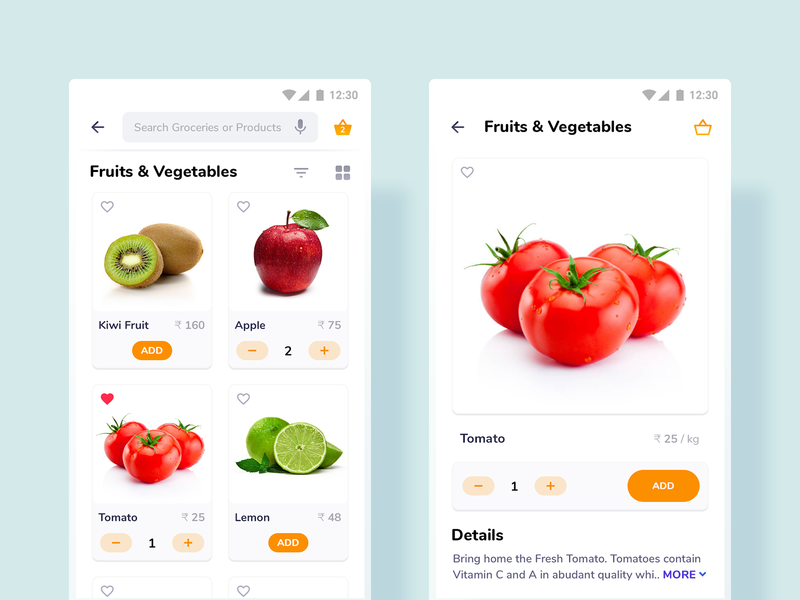 12:30
Search Groceries or Products
2
Fruits & Vegetables
Kiwi Fruit ₹ 160
ADD
Apple ₹ 75
− 2 +
Tomato ₹ 25
− 1 +
Lemon ₹ 48
ADD
12:30
Fruits & Vegetables
Tomato ₹ 25 / kg
− 1 + ADD
Details
Bring home the Fresh Tomato. Tomatoes contain
Vitamin C and A in abudant quality whi.. MORE